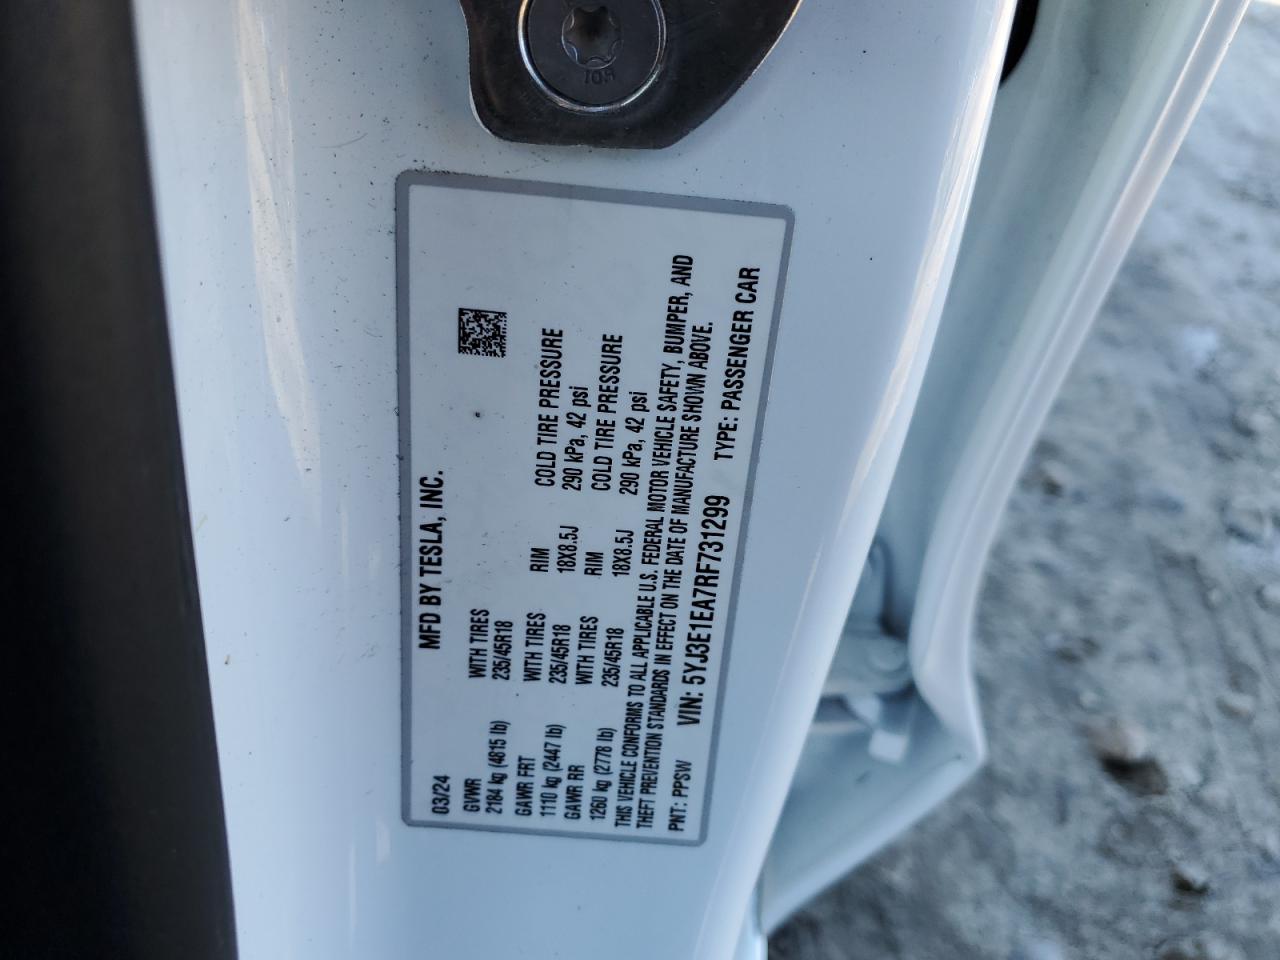 10R
MFD BY TESLA, INC.
03/24
GVWR WITH TIRES RIM COLD TIRE PRESSURE
2184 kg (4815 lb) 235/45R18 18X8.5J 290 kPa, 42 psi
GAWR FRT WITH TIRES RIM COLD TIRE PRESSURE
1110 kg (2447 lb) 235/45R18 18X8.5J 290 kPa, 42 psi
GAWR RR WITH TIRES
1260 kg (2778 lb) 235/45R18
THIS VEHICLE CONFORMS TO ALL APPLICABLE U.S. FEDERAL MOTOR VEHICLE SAFETY, BUMPER, AND
THEFT PREVENTION STANDARDS IN EFFECT ON THE DATE OF MANUFACTURE SHOWN ABOVE.
PNT: PPSW VIN: 5YJ3E1EA7RF731299 TYPE: PASSENGER CAR